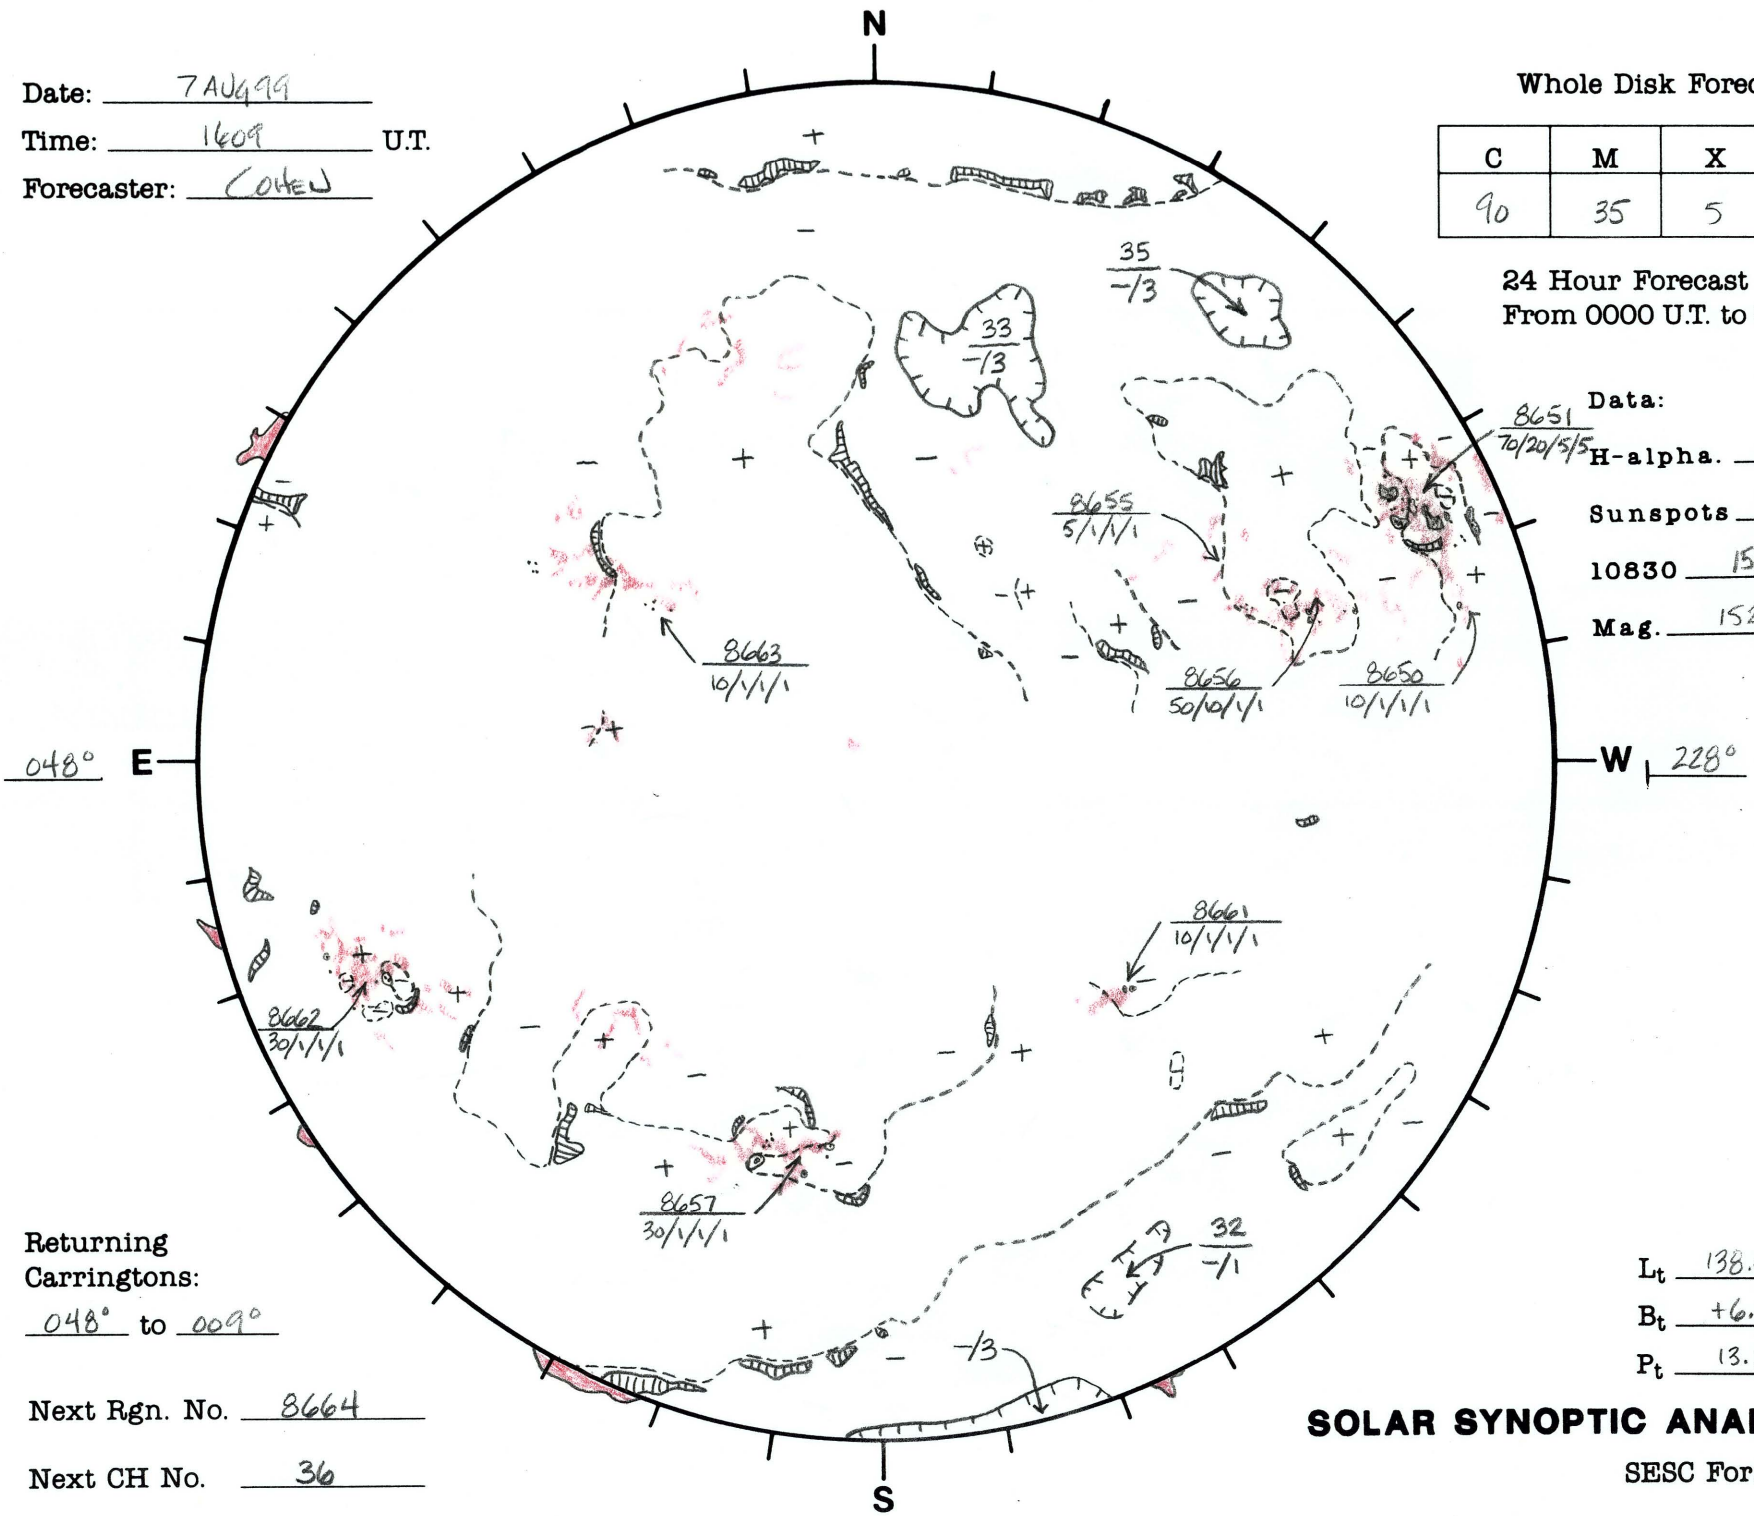 N
Date: 7 AUG 99
Time: 1609 U.T.
Forecaster: COHEN
Whole Disk Forec
C M X
90 35 5
24 Hour Forecast
From 0000 U.T. to
35
-/3
33
-/3
8651
70/20/5/5
Data:
H-alpha.
Sunspots
10830 15
Mag. 152
8655
5/1/1/1
8663
10/1/1/1
8656
50/10/1/1
8650
10/1/1/1
048° E
W 228°
8661
10/1/1/1
8662
30/1/1/1
8657
30/1/1/1
32
-/1
-/3
Returning
Carringtons:
048° to 009°
Next Rgn. No. 8664
Next CH No. 36
Lt 138.
Bt +6.
Pt 13.
SOLAR SYNOPTIC ANA
SESC For
S